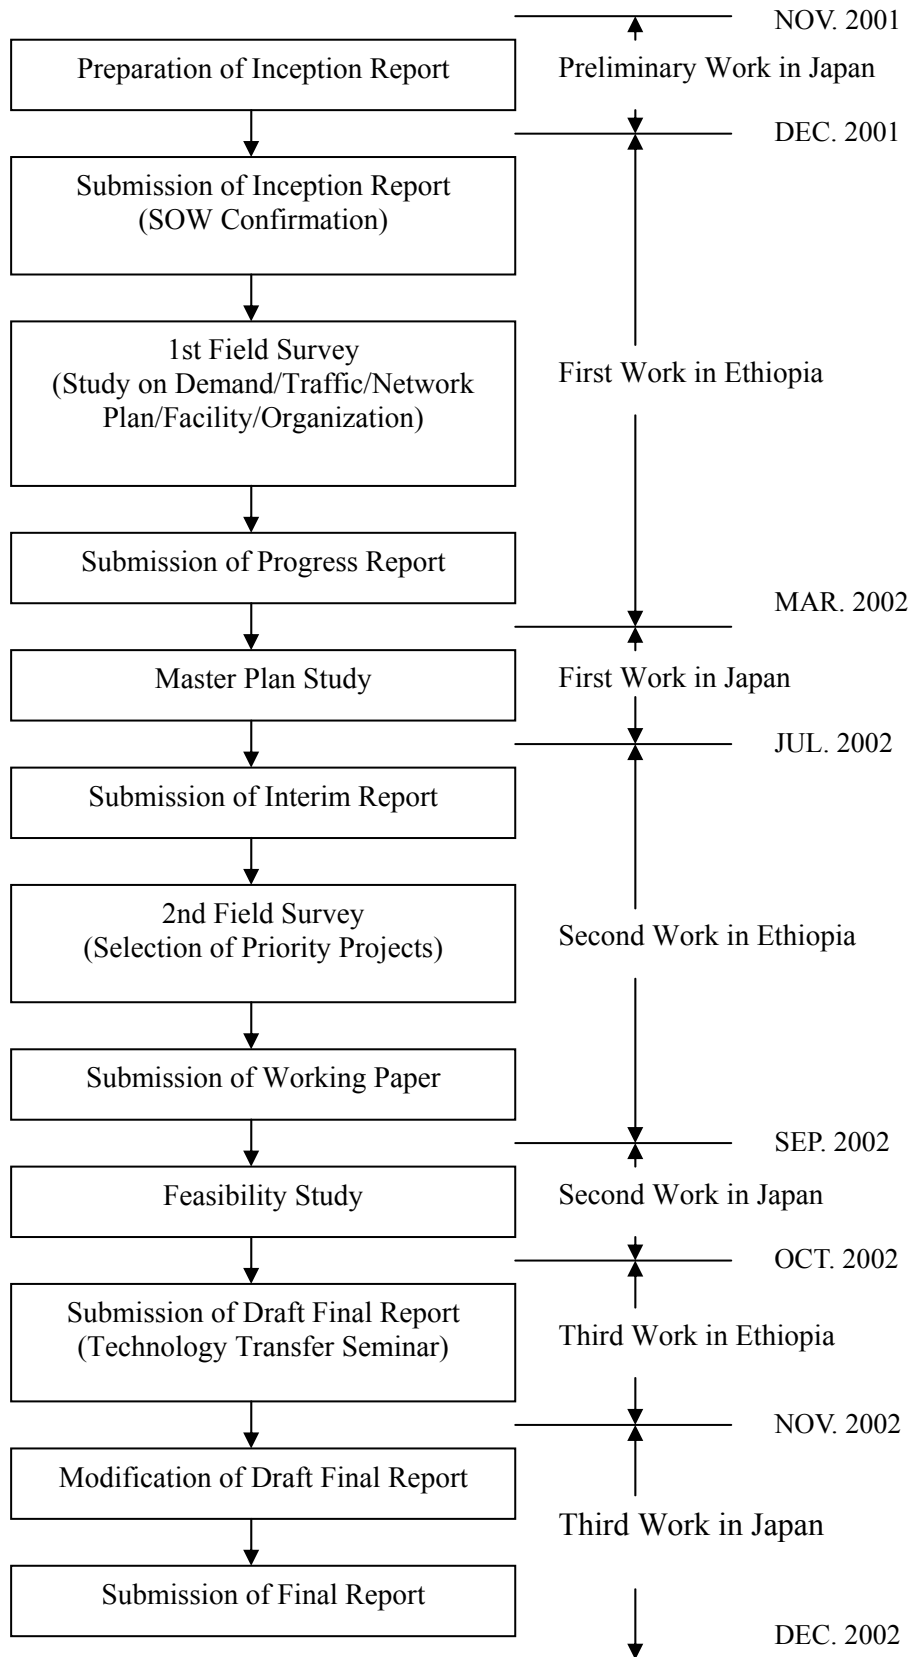 NOV. 2001
Preparation of Inception Report
Preliminary Work in Japan
DEC. 2001
Submission of Inception Report
(SOW Confirmation)
1st Field Survey
(Study on Demand/Traffic/Network
Plan/Facility/Organization)
First Work in Ethiopia
Submission of Progress Report
MAR. 2002
Master Plan Study
First Work in Japan
JUL. 2002
Submission of Interim Report
2nd Field Survey
(Selection of Priority Projects)
Second Work in Ethiopia
Submission of Working Paper
SEP. 2002
Feasibility Study
Second Work in Japan
OCT. 2002
Submission of Draft Final Report
(Technology Transfer Seminar)
Third Work in Ethiopia
NOV. 2002
Modification of Draft Final Report
Third Work in Japan
Submission of Final Report
DEC. 2002